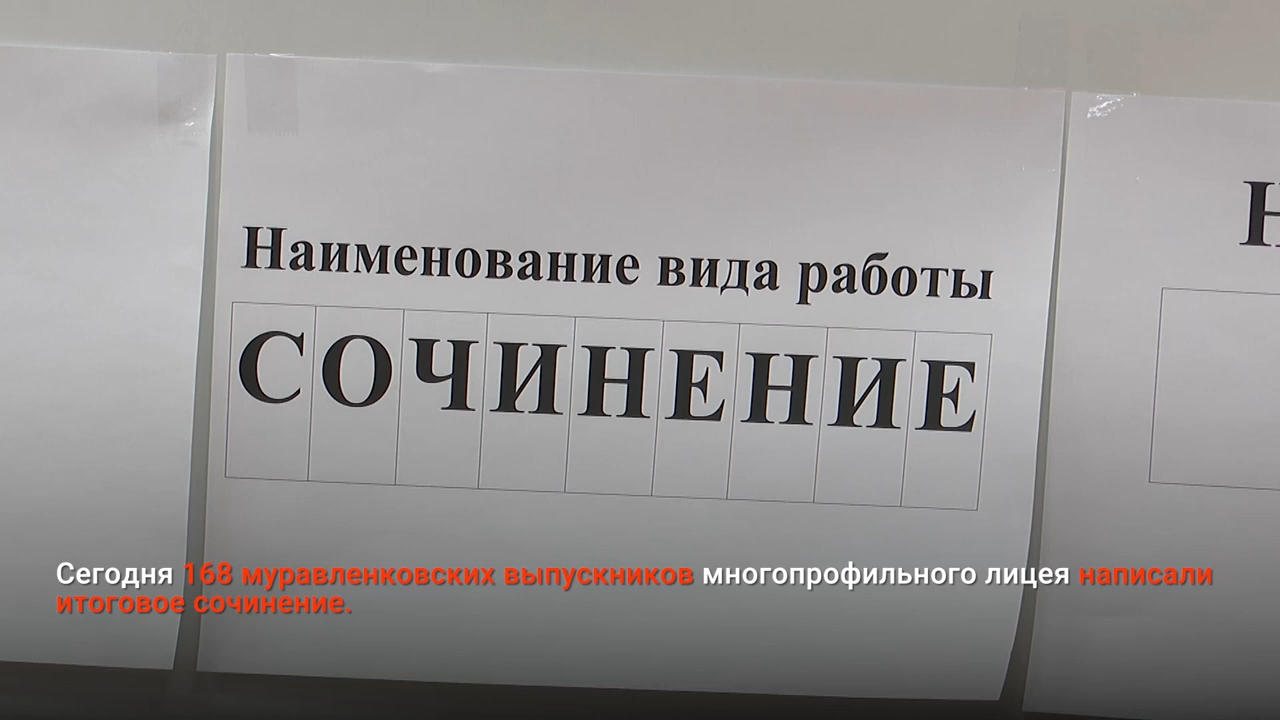 Наименование вида работы
СОЧИНЕНИЕ
Н
Сегодня 168 муравленковских выпускников многопрофильного лицея написали
итоговое сочинение.